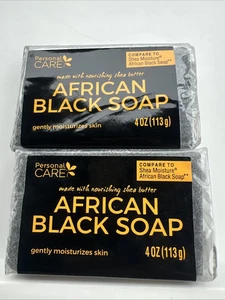 Personal
CARE
COMPARE TO
Shea Moisture®
African Black Soap**
made with nourishing shea butter
AFRICAN
BLACK SOAP
gently moisturizes skin
4 OZ (113 g)
Personal
CARE
COMPARE TO
Shea Moisture®
African Black Soap**
made with nourishing shea butter
AFRICAN
BLACK SOAP
gently moisturizes skin
4 OZ (113 g)